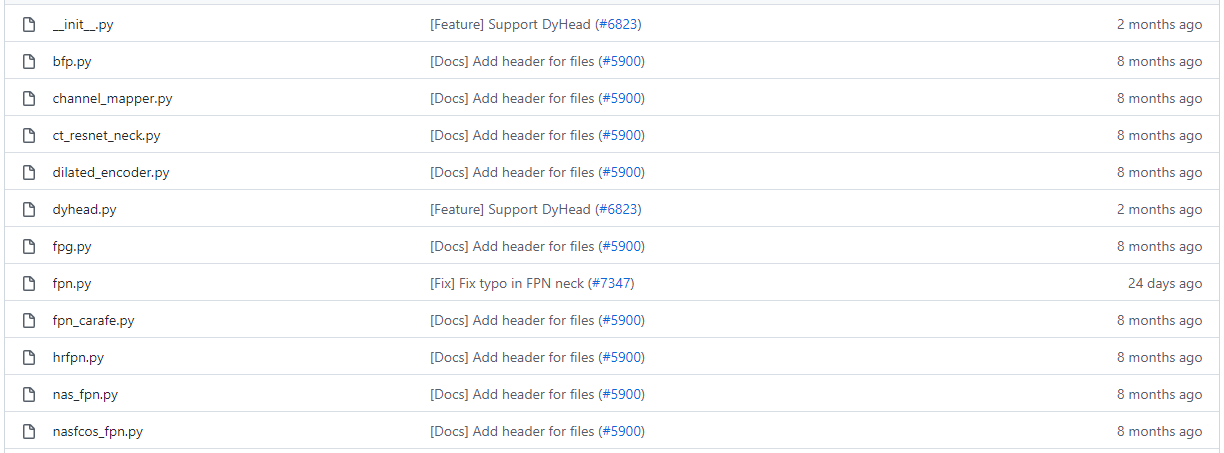 __init__.py [Feature] Support DyHead (#6823) 2 months ago
bfp.py [Docs] Add header for files (#5900) 8 months ago
channel_mapper.py [Docs] Add header for files (#5900) 8 months ago
ct_resnet_neck.py [Docs] Add header for files (#5900) 8 months ago
dilated_encoder.py [Docs] Add header for files (#5900) 8 months ago
dyhead.py [Feature] Support DyHead (#6823) 2 months ago
fpg.py [Docs] Add header for files (#5900) 8 months ago
fpn.py [Fix] Fix typo in FPN neck (#7347) 24 days ago
fpn_carafe.py [Docs] Add header for files (#5900) 8 months ago
hrfpn.py [Docs] Add header for files (#5900) 8 months ago
nas_fpn.py [Docs] Add header for files (#5900) 8 months ago
nasfcos_fpn.py [Docs] Add header for files (#5900) 8 months ago